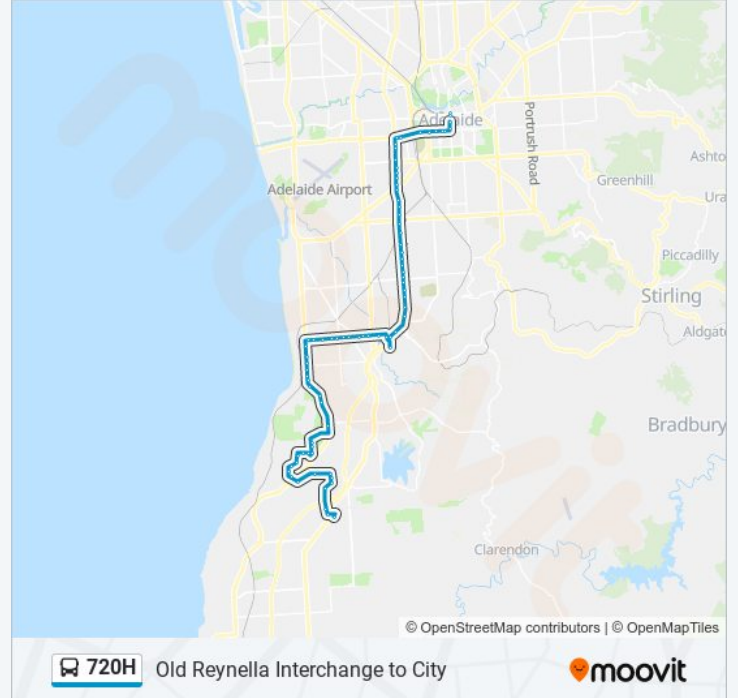 Adelaide
Portrush Road
Ashto
Greenhill
Adelaide Airport
Ura
Piccadilly
Stirling
Aldgat
Bradbury
Clarendon
moovit
© OpenStreetMap contributors | © OpenMapTiles
720H Old Reynella Interchange to City moovit